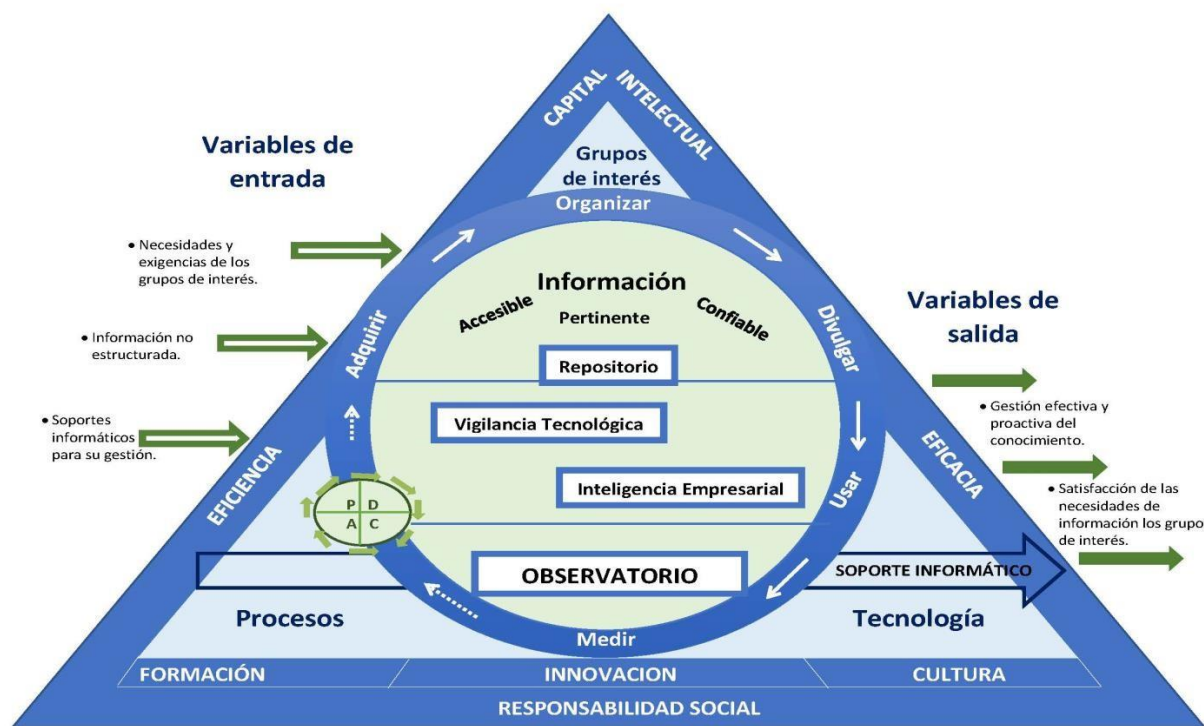 CAPITAL
INTELECTUAL
Variables de
entrada
Grupos
de interés
Organizar
• Necesidades y
exigencias de los
grupos de interés.
Información
Accesible
Pertinente
Confiable
Variables de
salida
• Información no
estructurada.
Adquirir
Divulgar
Repositorio
• Gestión efectiva y
proactiva del
conocimiento.
• Soportes
informáticos
para su gestión.
Vigilancia Tecnológica
EFICIENCIA
EFICACIA
Inteligencia Empresarial
Usar
• Satisfacción de las
necesidades de
información los grupo
de interés.
P D
A C
OBSERVATORIO
SOPORTE INFORMÁTICO
Procesos
Tecnología
Medir
FORMACIÓN
INNOVACION
CULTURA
RESPONSABILIDAD SOCIAL